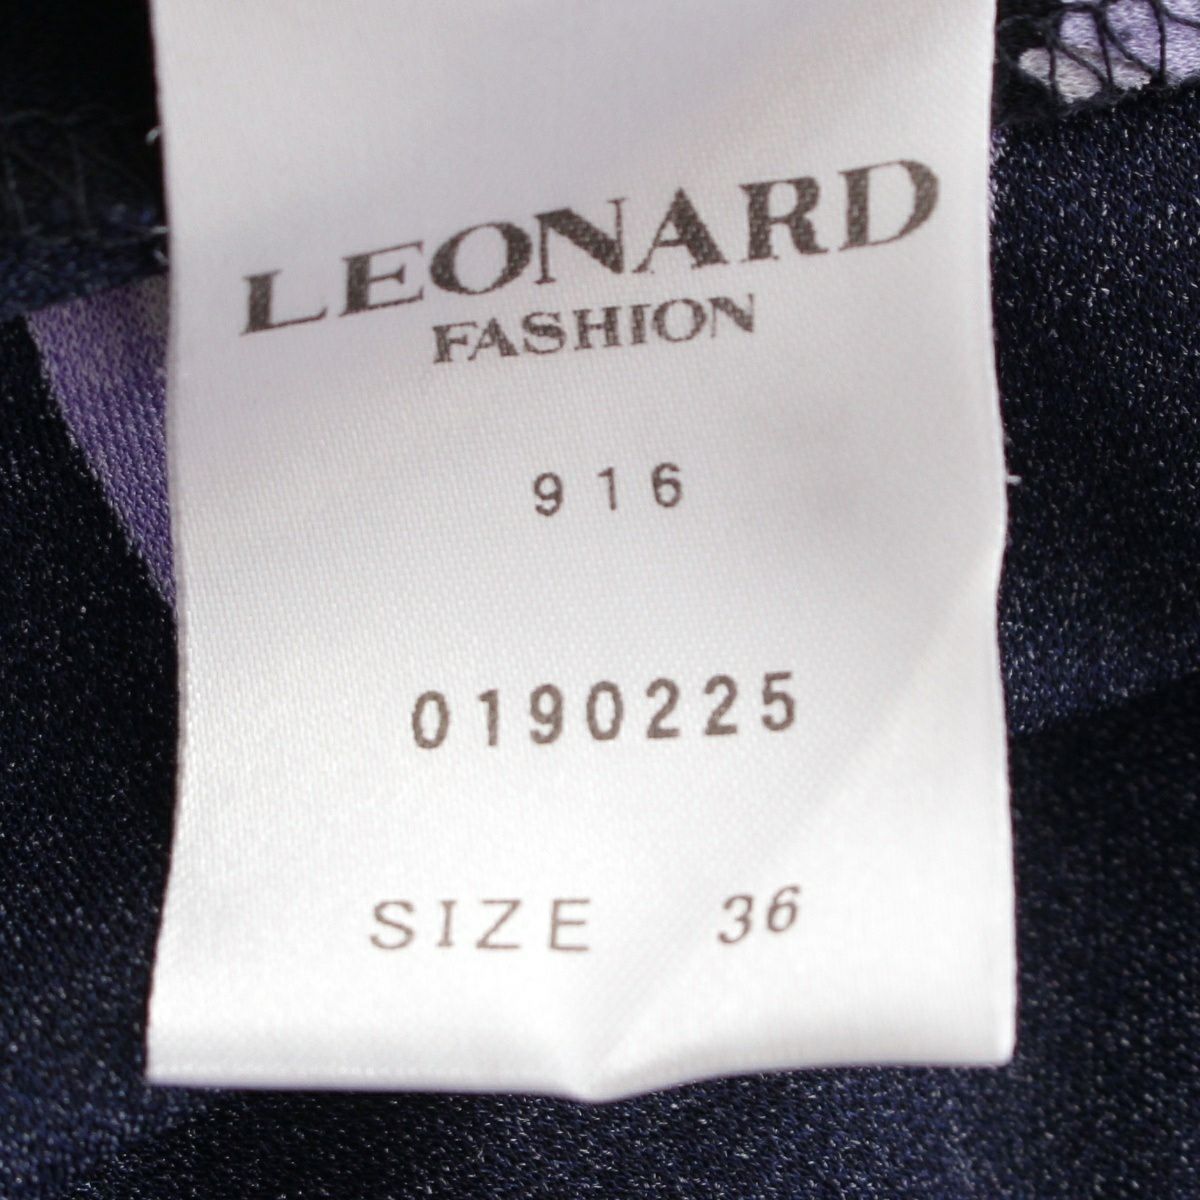 LEONARD
FASHION
916
0190225
SIZE 36